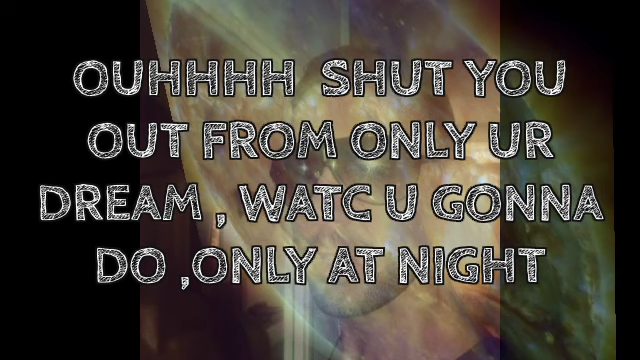 OUHHHH SHUT YOU
OUT FROM ONLY UR
DREAM , WATC U GONNA
DO ,ONLY AT NIGHT